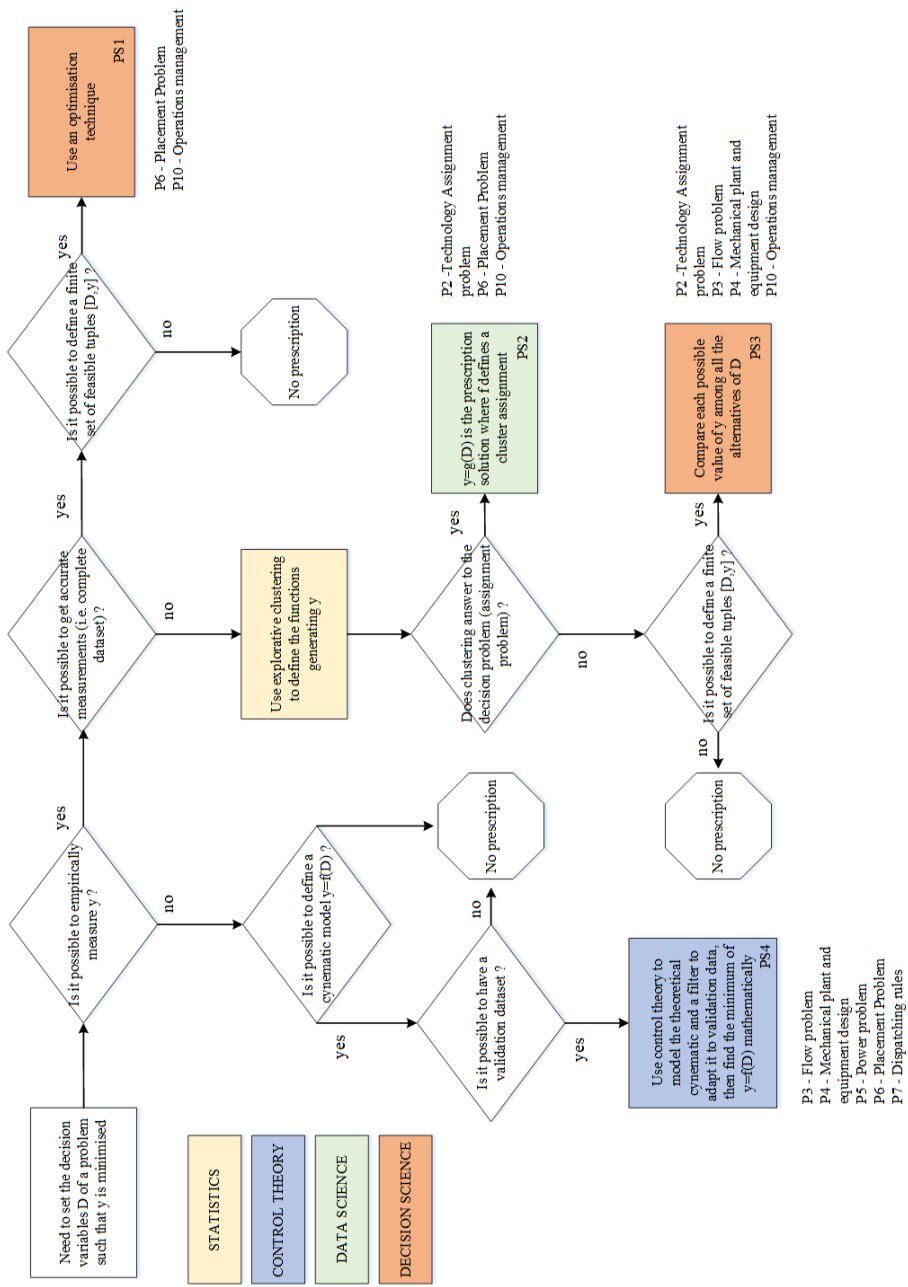 Need to set the decision
variables D of a problem
such that y is minimised
Is it possible to empirically
measure y ?
yes
no
Is it possible to get accurate
measurements (i.e. complete
dataset) ?
yes
no
Is it possible to define a finite
set of feasible tuples [D,y] ?
yes
no
Use an optimisation
technique
PS1
P6 - Placement Problem
P10 - Operations management
No prescription
Is it possible to define a
cynematic model y=f(D) ?
yes
Use explorative clustering
to define the functions
generating y
Is it possible to have a
validation dataset ?
no
yes
No prescription
Does clustering answer to the
decision problem (assignment
problem) ?
yes
no
y=g(D) is the prescription
solution where f defines a
cluster assignment
PS2
P2 -Technology Assignment
problem
P6 - Placement Problem
P10 - Operations management
Use control theory to
model the theoretical
cynematic and a filter to
adapt it to validation data,
then find the minimum of
y=f(D) mathematically
PS4
P3 - Flow problem
P4 - Mechanical plant and
equipment design
P5 - Power problem
P6 - Placement Problem
P7 - Dispatching rules
No prescription
no
Is it possible to define a finite
set of feasible tuples [D,y] ?
yes
Compare each possible
value of y among all the
alternatives of D
PS3
P2 -Technology Assignment
problem
P3 - Flow problem
P4 - Mechanical plant and
equipment design
P10 - Operations management
STATISTICS
CONTROL THEORY
DATA SCIENCE
DECISION SCIENCE